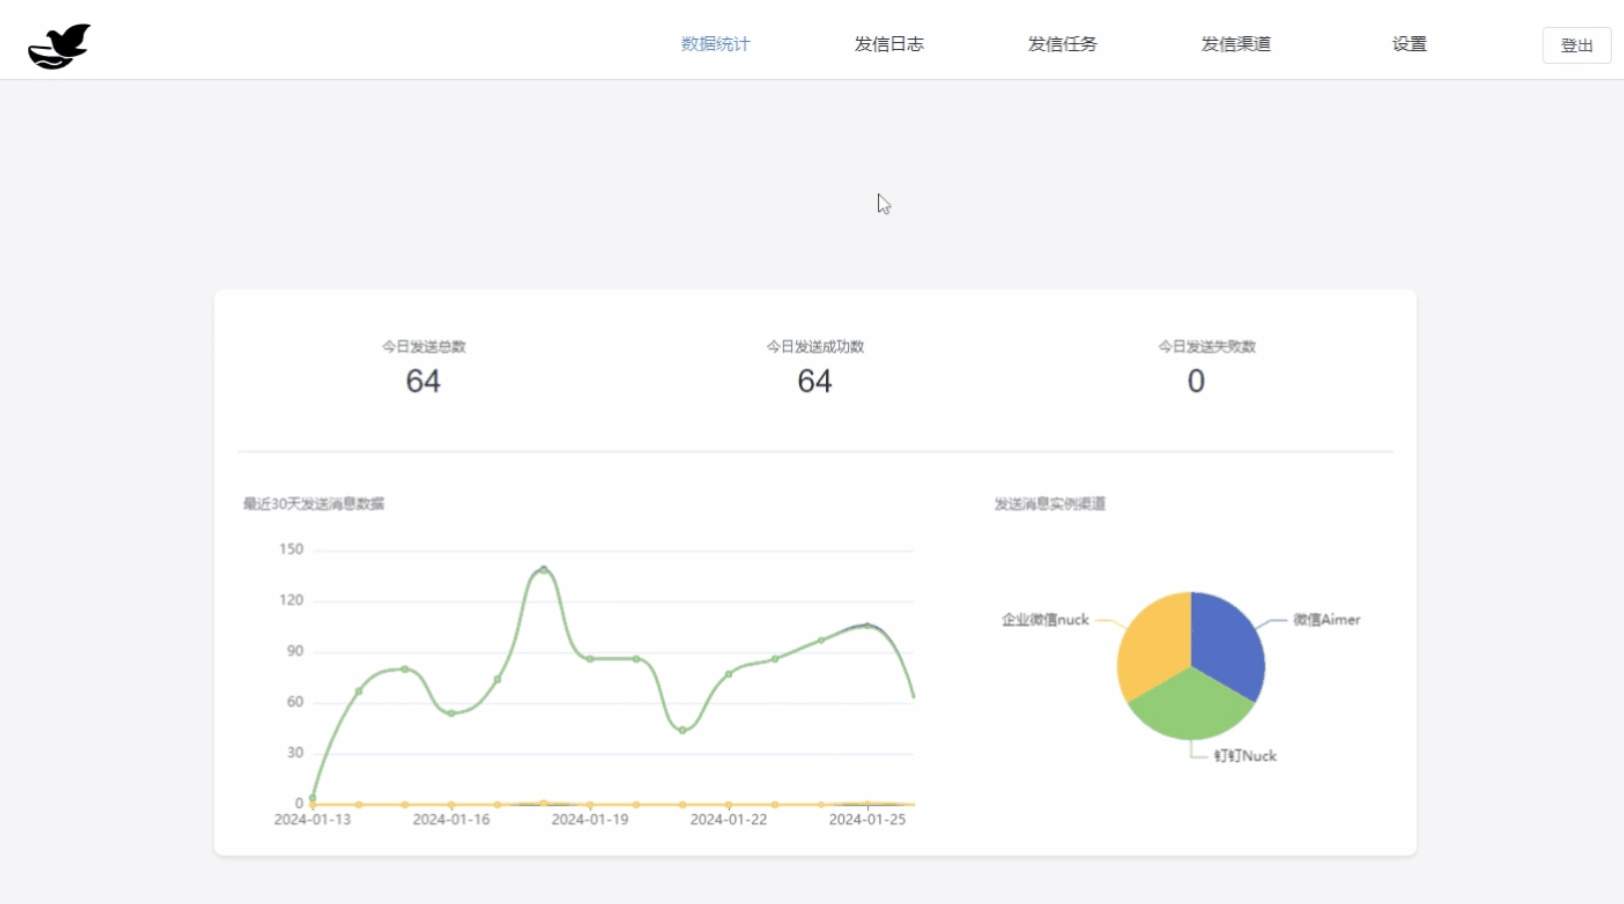 数据统计
发信日志
发信任务
发信渠道
设置
登出
今日发送总数
64
今日发送成功数
64
今日发送失败数
0
最近30天发送消息数据
发送消息实例渠道
150
120
90
60
30
0
2024-01-13
2024-01-16
2024-01-19
2024-01-22
2024-01-25
企业微信nuck
微信Aimer
钉钉Nuck